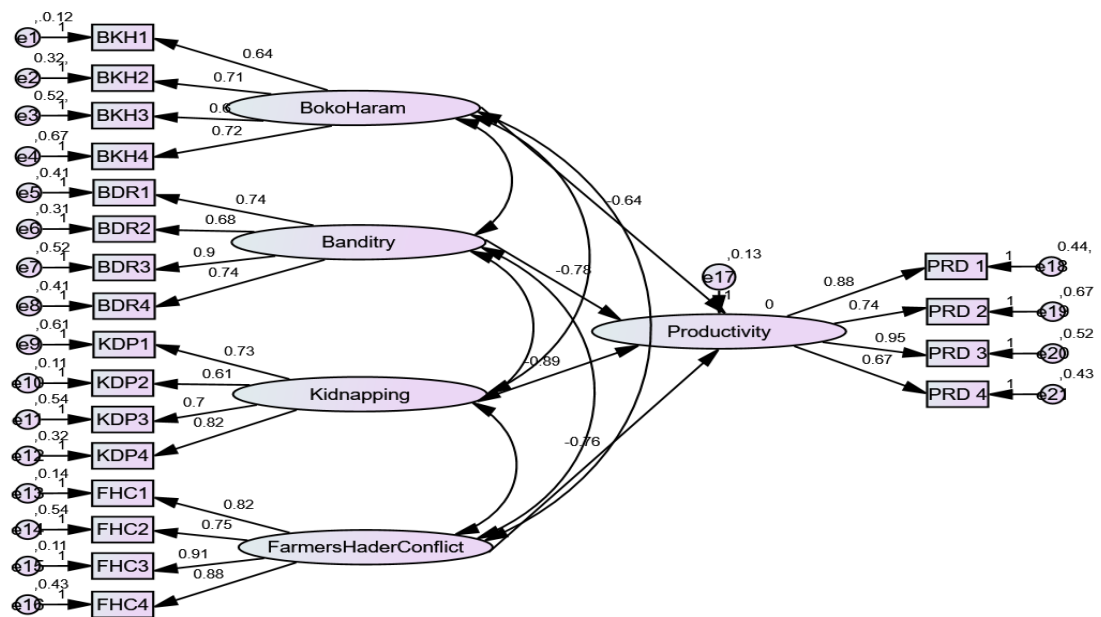 ,-0.12
e1
1
BKH1
0.64
0.32,
e2
1
BKH2
0.71
0.52,
e3
1
BKH3
0.6
BokoHaram
,0.67
e4
1
BKH4
0.72
,0.41
e5
1
BDR1
0.74
,0.31
e6
1
BDR2
0.68
Banditry
,0.52
e7
1
BDR3
0.9
,0.41
e8
1
BDR4
0.74
,0.61
e9
1
KDP1
0.73
,0.11
e10
1
KDP2
0.61
Kidnapping
,0.54
e11
1
KDP3
0.7
,0.32
e12
1
KDP4
0.82
,0.14
e13
1
FHC1
0.82
,0.54
e14
1
FHC2
0.75
FarmersHaderConflict
,0.11
e15
1
FHC3
0.91
,0.43
e16
1
FHC4
0.88
-0.64
-0.78
-0.89
-0.76
,0.13
e17
1
0
Productivity
0.88
PRD 1
1
0.44,
e18
0.74
PRD 2
1
,0.67
e19
0.95
PRD 3
1
,0.52
e20
0.67
PRD 4
1
,0.43
e21